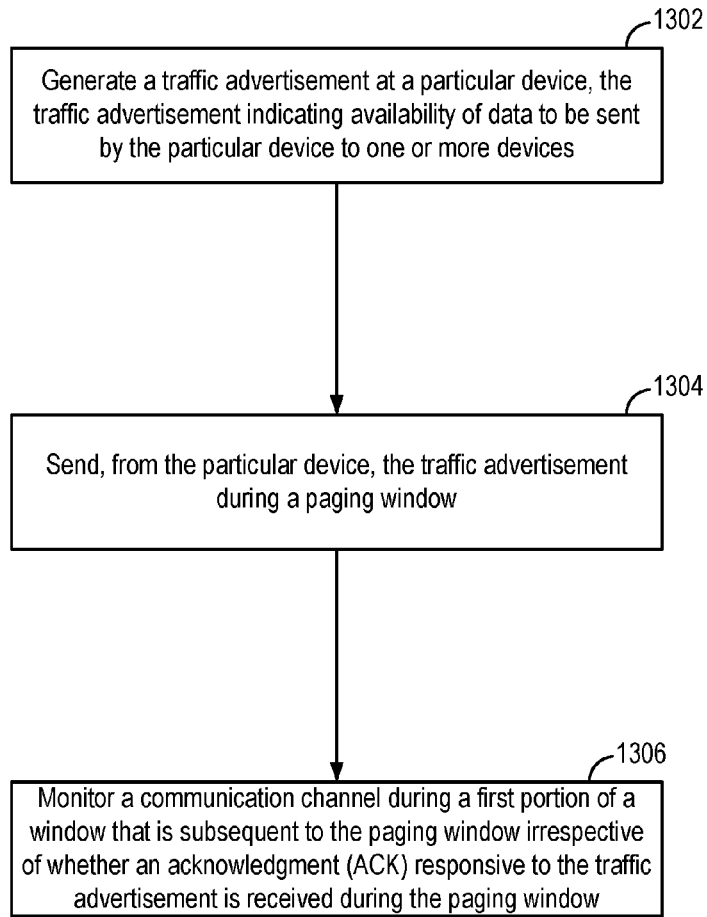 1302
Generate a traffic advertisement at a particular device, the
traffic advertisement indicating availability of data to be sent
by the particular device to one or more devices
1304
Send, from the particular device, the traffic advertisement
during a paging window
1306
Monitor a communication channel during a first portion of a
window that is subsequent to the paging window irrespective
of whether an acknowledgment (ACK) responsive to the traffic
advertisement is received during the paging window